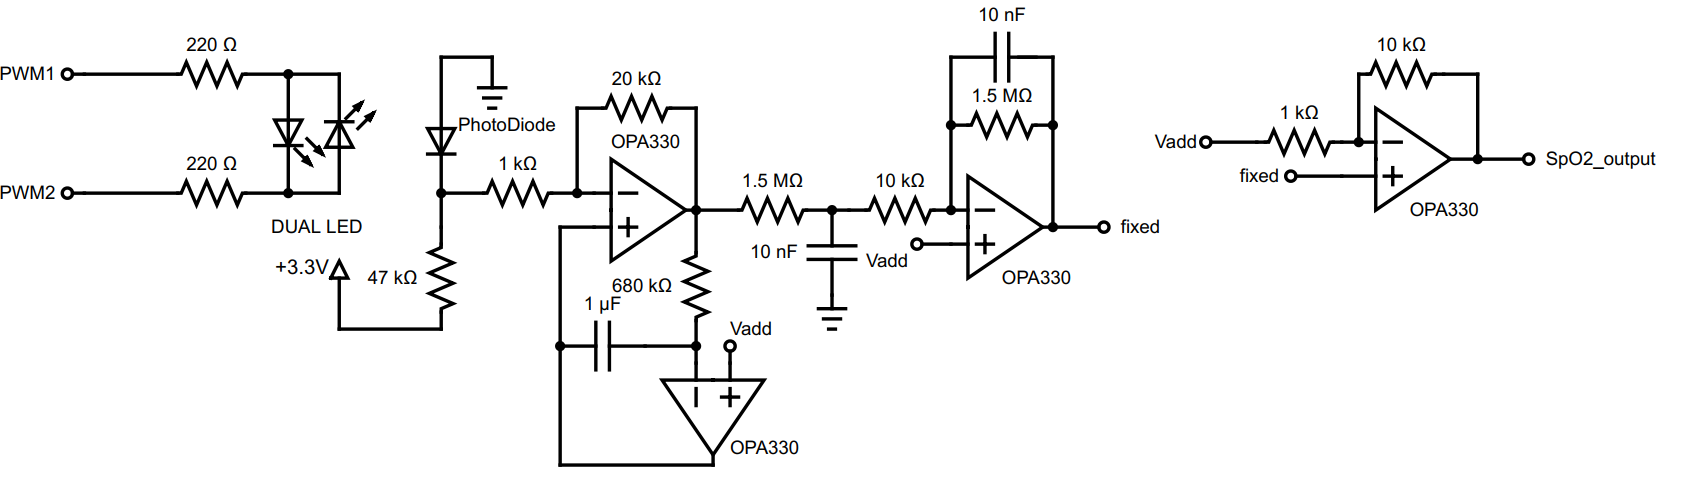 PWM1
220 Ω
PWM2
220 Ω
DUAL LED
+3.3V
47 kΩ
PhotoDiode
1 kΩ
20 kΩ
OPA330
680 kΩ
1 µF
Vadd
OPA330
1.5 MΩ
10 nF
10 kΩ
Vadd
10 nF
1.5 MΩ
OPA330
fixed
Vadd
1 kΩ
fixed
10 kΩ
OPA330
SpO2_output